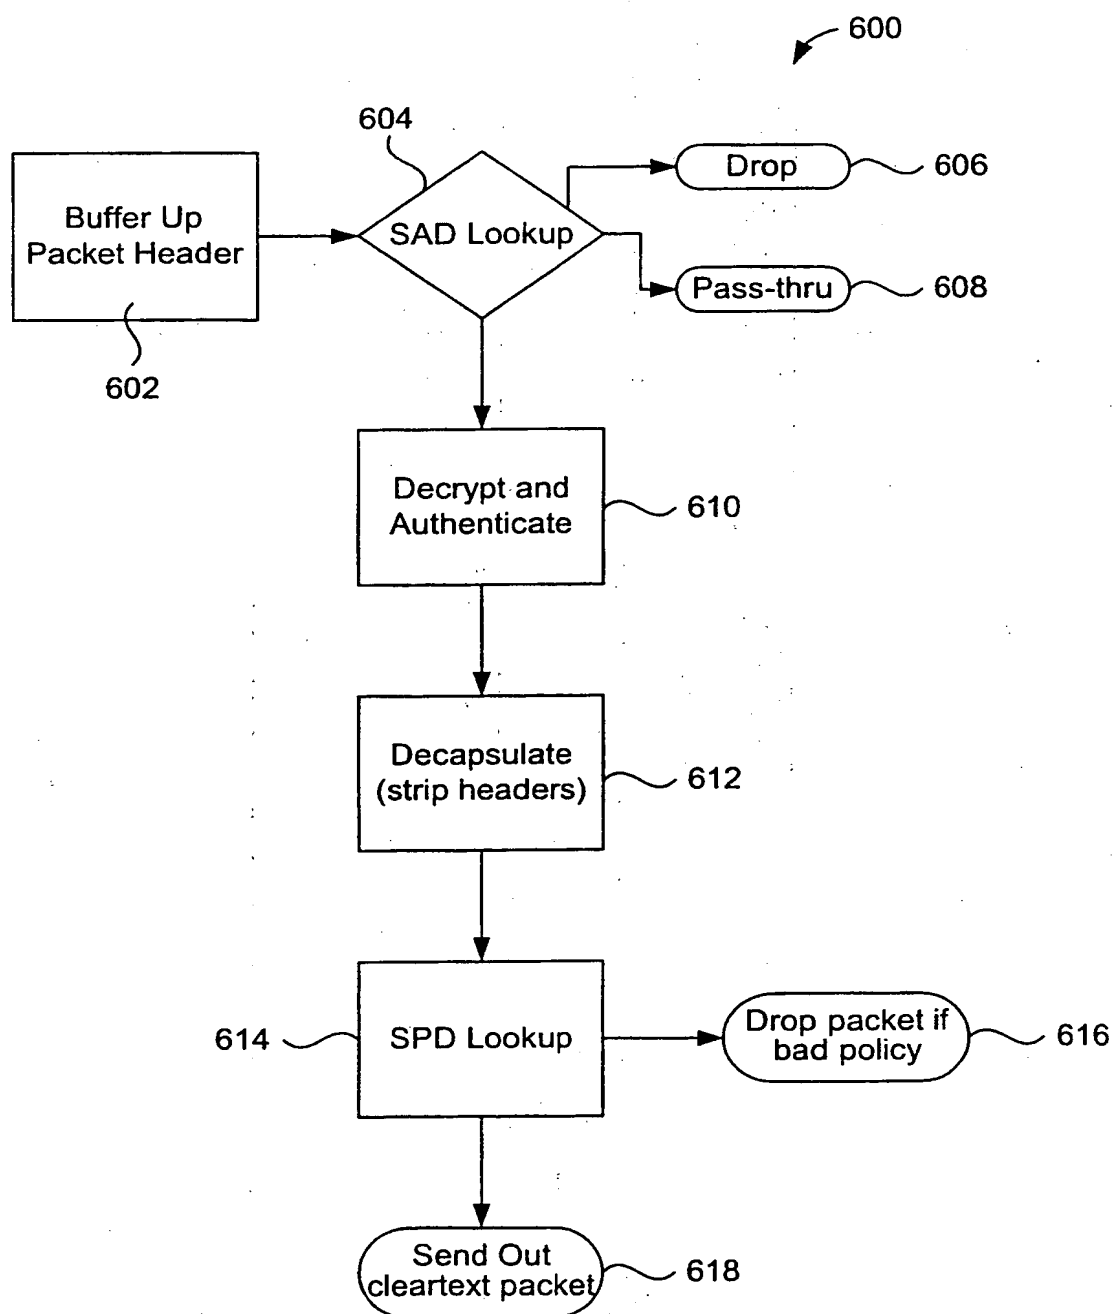 600
604
Buffer Up
Packet Header
602
SAD Lookup
Drop
606
Pass-thru
608
Decrypt and
Authenticate
610
Decapsulate
(strip headers)
612
614
SPD Lookup
Drop packet if
bad policy
616
Send Out
cleartext packet
618